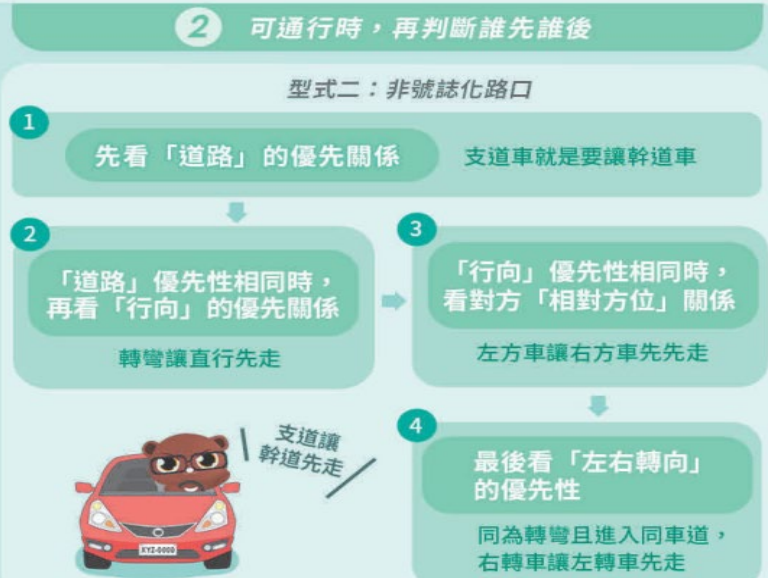 2 可通行時，再判斷誰先誰後
型式二：非號誌化路口
1
先看「道路」的優先關係 支道車就是要讓幹道車
2
「道路」優先性相同時，
再看「行向」的優先關係
轉彎讓直行先走
3
「行向」優先性相同時，
看對方「相對方位」關係
左方車讓右方車先先走
4
最後看「左右轉向」
的優先性
同為轉彎且進入同車道，
右轉車讓左轉車先走
支道讓
幹道先走
XYZ-0000